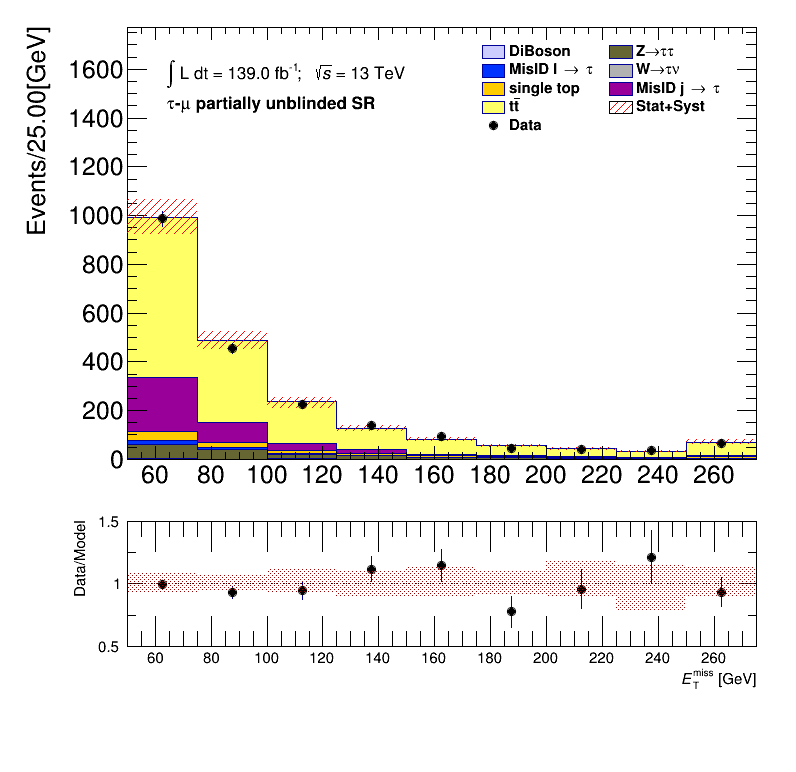 Events/25.00[GeV]
1600
1400
1200
1000
800
600
400
200
0
∫ L dt = 139.0 fb⁻¹; √s = 13 TeV
τ-μ partially unblinded SR
DiBoson
MisID l → τ
single top
tt̄
Data
Z→ττ
W→τν
MisID j → τ
Stat+Syst
60 80 100 120 140 160 180 200 220 240 260
Data/Model
1.5
1
0.5
60 80 100 120 140 160 180 200 220 240 260
E_T^miss [GeV]